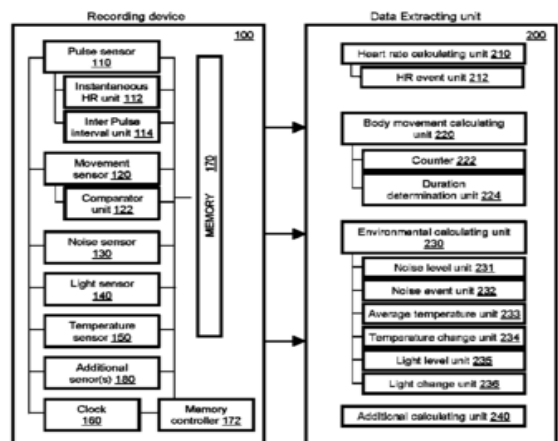 Recording device
100
Pulse sensor
110
Instantaneous
HR unit 112
Inter Pulse
interval unit 114
Movement
sensor 120
Comparator
unit 122
Noise sensor
130
Light sensor
140
Temperature
sensor 150
Additional
senor(s) 180
Clock
160
Memory
controller 172
MEMORY 170
Data Extracting unit
200
Heart rate calculating unit 210
HR event unit 212
Body movement calculating
unit 220
Counter 222
Duration
determination unit 224
Environmental calculating unit
230
Noise level unit 231
Noise event unit 232
Average temperature unit 233
Temperature change unit 234
Light level unit 235
Light change unit 236
Additional calculating unit 240